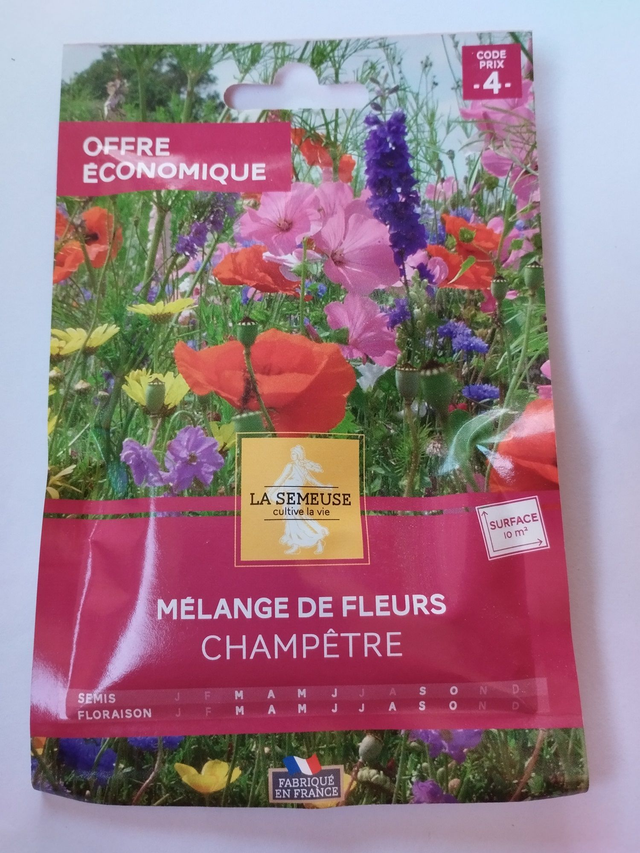 CODE
PRIX
- 4 -
OFFRE
ÉCONOMIQUE
LA SEMEUSE
cultive la vie
SURFACE
10 m²
MÉLANGE DE FLEURS
CHAMPÊTRE
SEMIS J F M A M J J A S O N D
FLORAISON J F M A M J J A S O N D
FABRIQUÉ
EN FRANCE